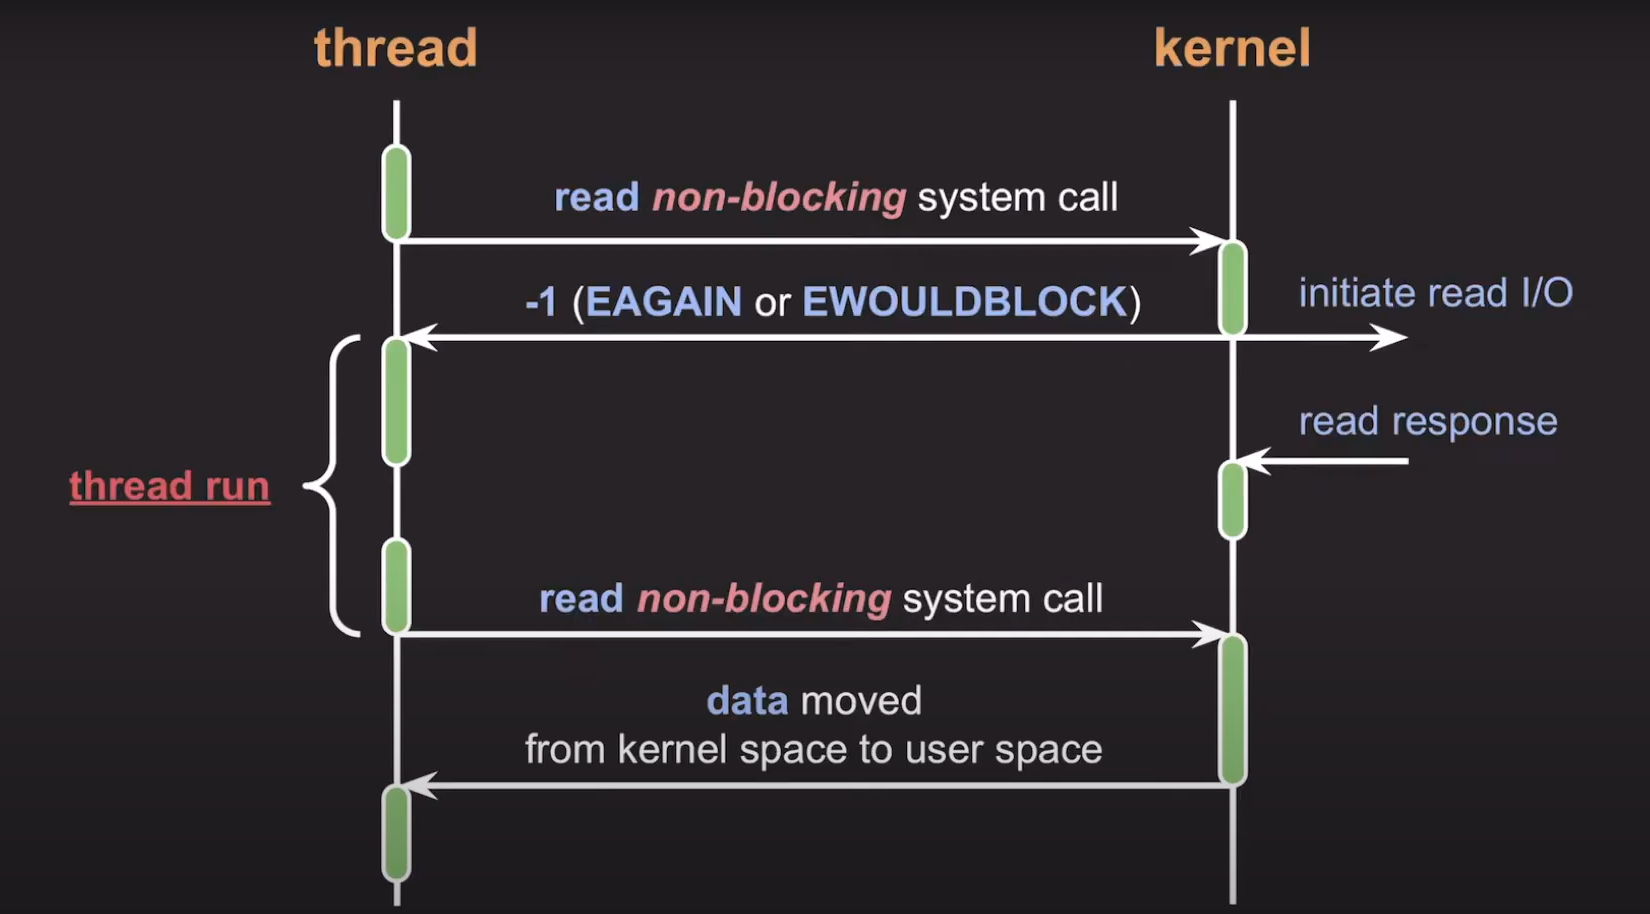 thread
kernel
read non-blocking system call
-1 (EAGAIN or EWOULDBLOCK)
initiate read I/O
read response
thread run
read non-blocking system call
data moved
from kernel space to user space